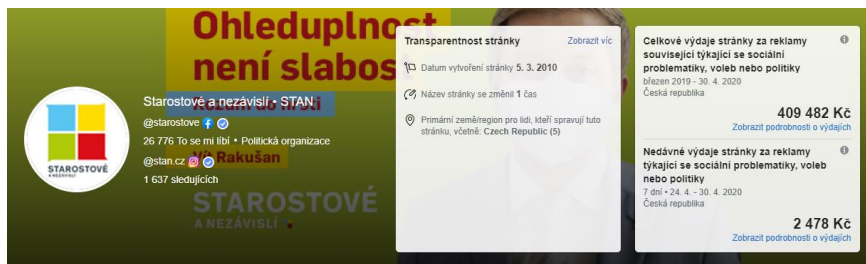 Ohleduplnost
není slabost
Rozum do hrsti
Vít Rakušan
STAROSTOVÉ
A NEZÁVISLÍ
STAROSTOVÉ
A NEZÁVISLÍ
Starostové a nezávislí • STAN
@starostove
26 776 To se mi líbí • Politická organizace
@stan.cz
1 637 sledujících
Transparentnost stránky
Zobrazit víc
Datum vytvoření stránky 5. 3. 2010
Název stránky se změnil 1 čas
Primární země/region pro lidi, kteří spravují tuto
stránku, včetně: Czech Republic (5)
Celkové výdaje stránky za reklamy
související týkající se sociální
problematiky, voleb nebo politiky
březen 2019 - 30. 4. 2020
Česká republika
409 482 Kč
Zobrazit podrobnosti o výdajích
Nedávné výdaje stránky za reklamy
týkající se sociální problematiky, voleb
nebo politiky
7 dní • 24. 4. - 30. 4. 2020
Česká republika
2 478 Kč
Zobrazit podrobnosti o výdajích